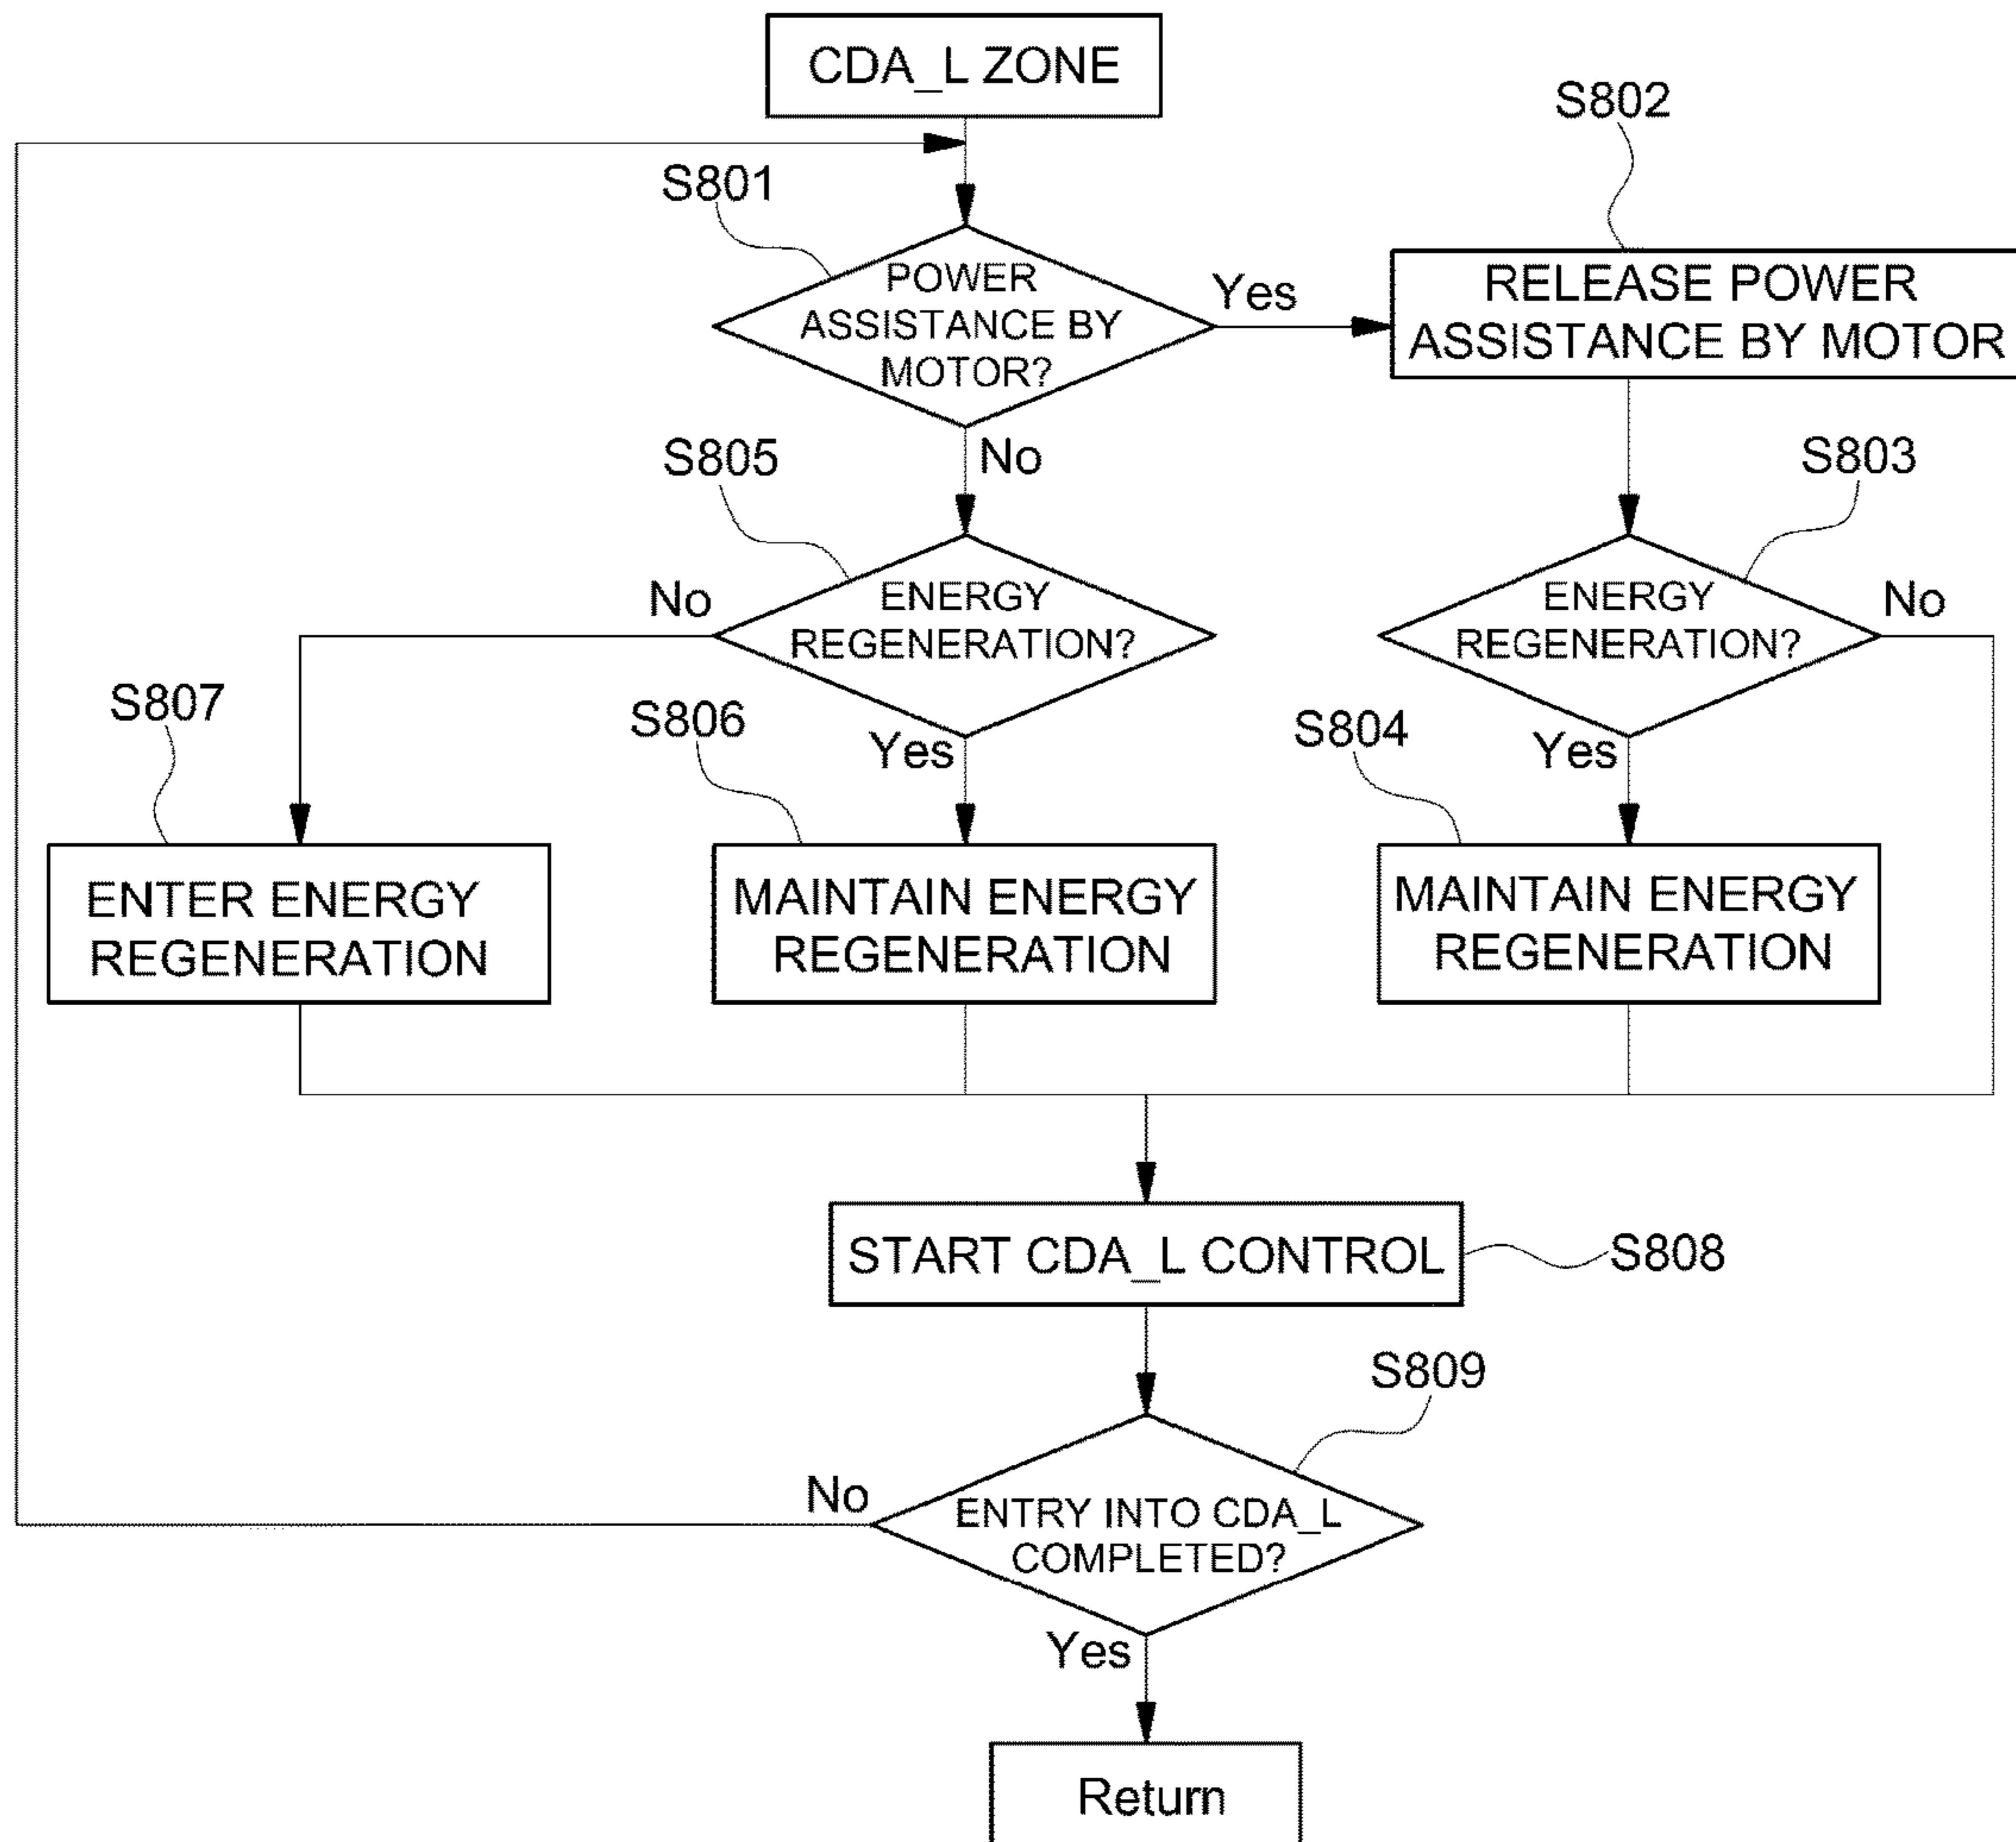 CDA_L ZONE
S802
S801
POWER
ASSISTANCE BY
MOTOR?
Yes
RELEASE POWER
ASSISTANCE BY MOTOR
No
S805
S803
ENERGY
REGENERATION?
No
ENERGY
REGENERATION?
No
S807
S806
Yes
S804
Yes
ENTER ENERGY
REGENERATION
MAINTAIN ENERGY
REGENERATION
MAINTAIN ENERGY
REGENERATION
START CDA_L CONTROL
S808
S809
No
ENTRY INTO CDA_L
COMPLETED?
Yes
Return